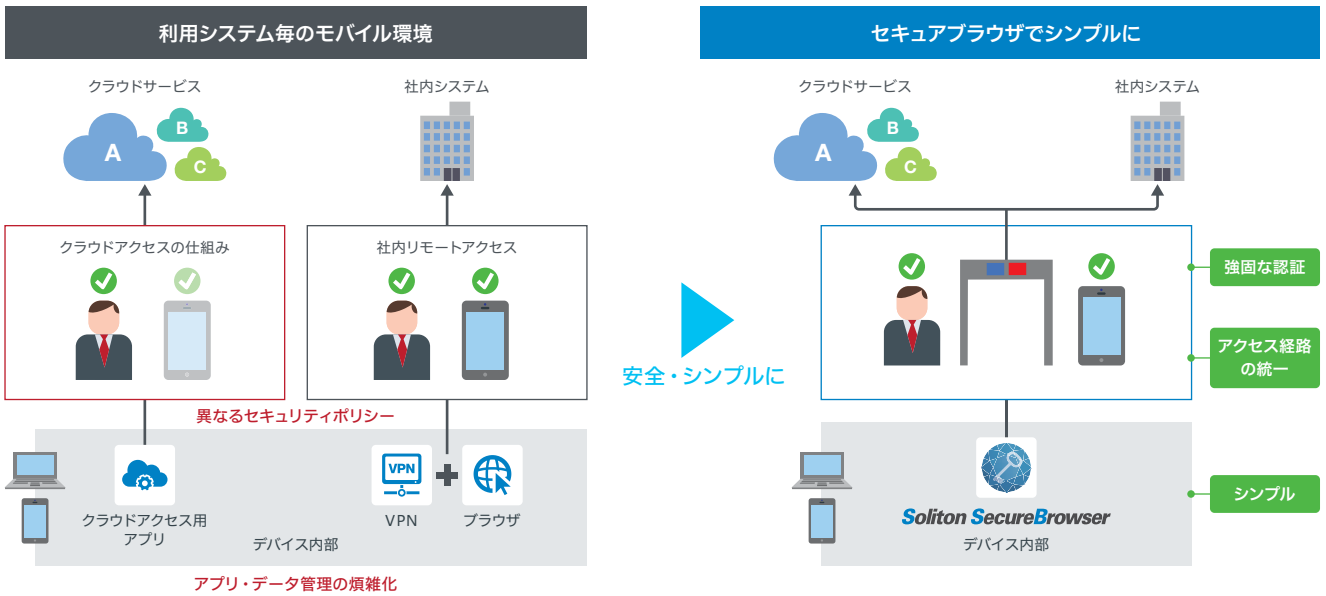 利用システム毎のモバイル環境
クラウドサービス
社内システム
A
B
C
クラウドアクセスの仕組み
社内リモートアクセス
異なるセキュリティポリシー
VPN
クラウドアクセス用
アプリ
VPN
ブラウザ
デバイス内部
アプリ・データ管理の煩雑化
安全・シンプルに
セキュアブラウザでシンプルに
クラウドサービス
社内システム
A
B
C
強固な認証
アクセス経路
の統一
シンプル
Soliton SecureBrowser
デバイス内部